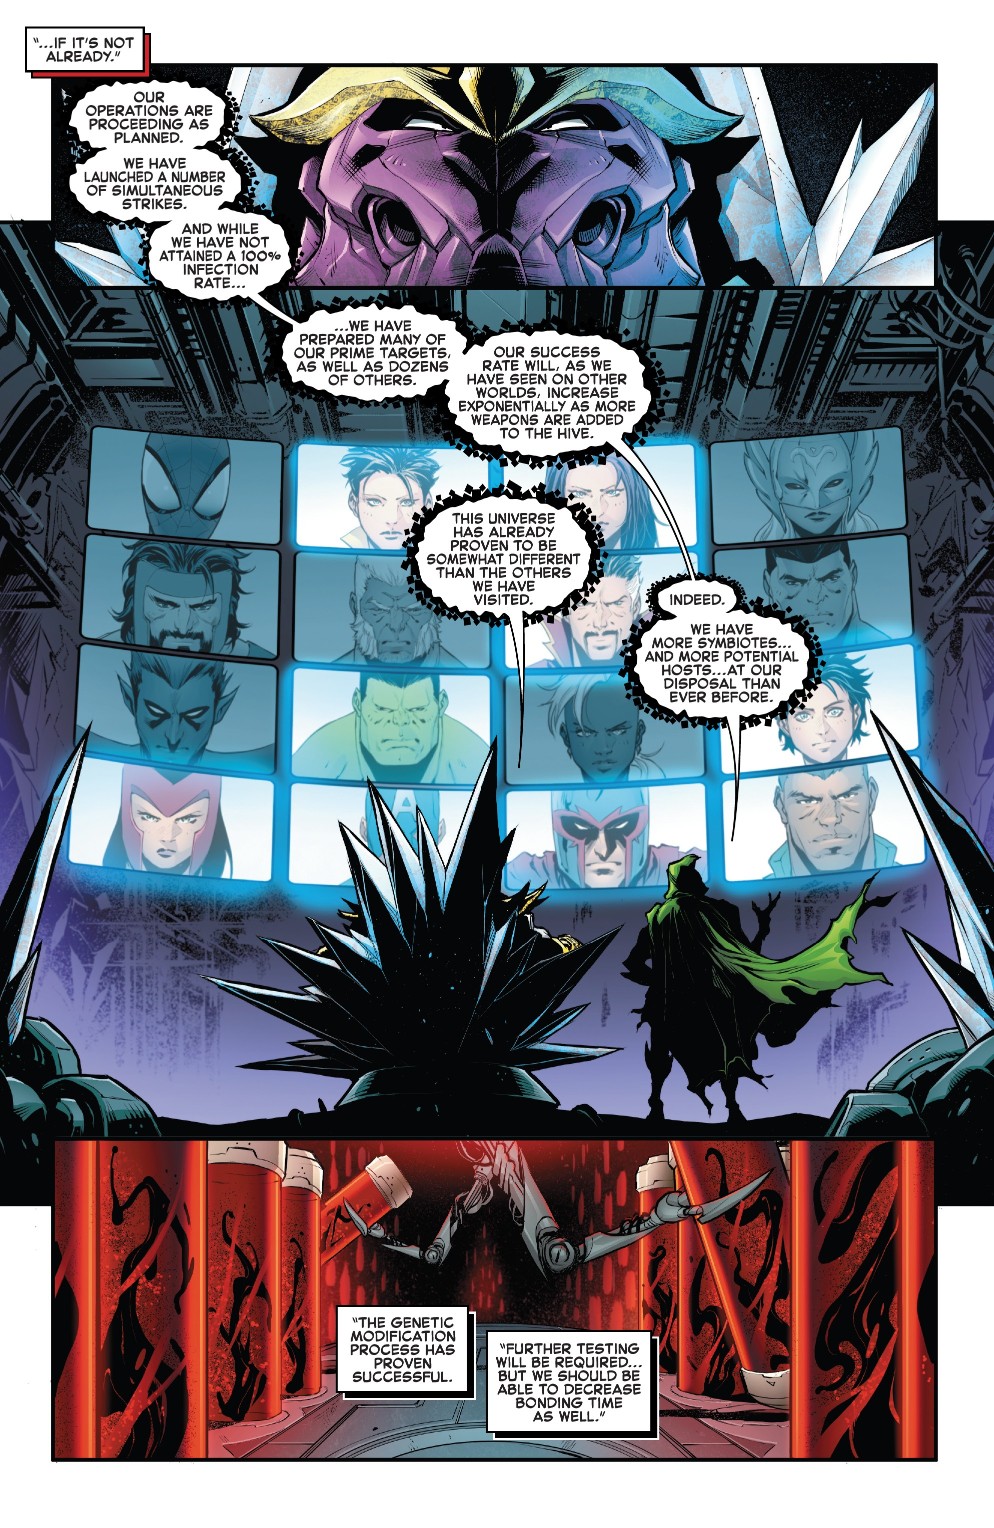 "...IF IT'S NOT
ALREADY."
OUR
OPERATIONS ARE
PROCEEDING AS
PLANNED.
WE HAVE
LAUNCHED A NUMBER
OF SIMULTANEOUS
STRIKES.
AND WHILE
WE HAVE NOT
ATTAINED A 100%
INFECTION
RATE...
...WE HAVE
PREPARED MANY OF
OUR PRIME TARGETS,
AS WELL AS DOZENS
OF OTHERS.
OUR SUCCESS
RATE WILL, AS WE
HAVE SEEN ON OTHER
WORLDS, INCREASE
EXPONENTIALLY AS MORE
WEAPONS ARE ADDED
TO THE HIVE.
THIS UNIVERSE
HAS ALREADY
PROVEN TO BE
SOMEWHAT DIFFERENT
THAN THE OTHERS
WE HAVE
VISITED.
INDEED.
WE HAVE
MORE SYMBIOTES...
AND MORE POTENTIAL
HOSTS...AT OUR
DISPOSAL THAN
EVER BEFORE.
A
"THE GENETIC
MODIFICATION
PROCESS HAS
PROVEN
SUCCESSFUL.
"FURTHER TESTING
WILL BE REQUIRED...
BUT WE SHOULD BE
ABLE TO DECREASE
BONDING TIME
AS WELL."